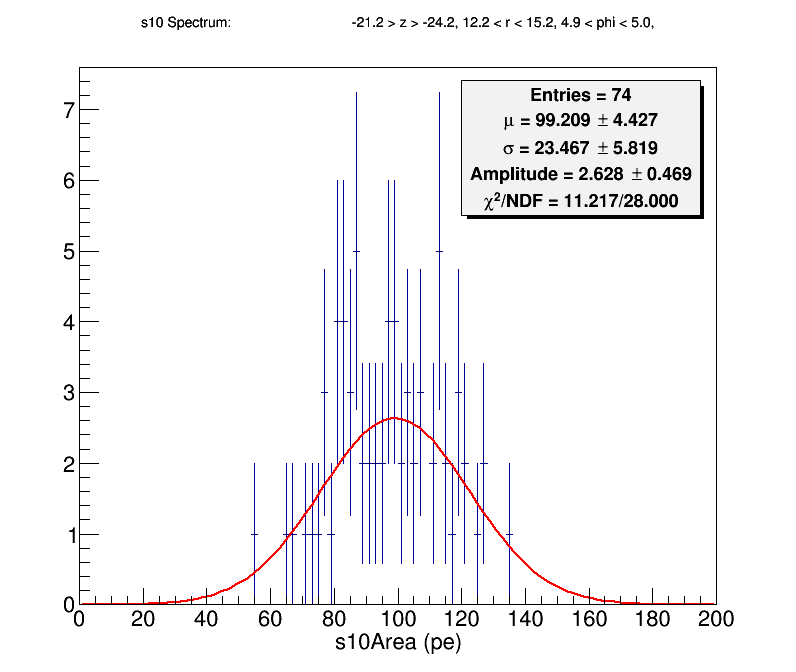 s10 Spectrum: -21.2 > z > -24.2, 12.2 < r < 15.2, 4.9 < phi < 5.0,
Entries = 74
μ = 99.209 ± 4.427
σ = 23.467 ± 5.819
Amplitude = 2.628 ± 0.469
χ²/NDF = 11.217/28.000
7
6
5
4
3
2
1
0
0 20 40 60 80 100 120 140 160 180 200
s10Area (pe)